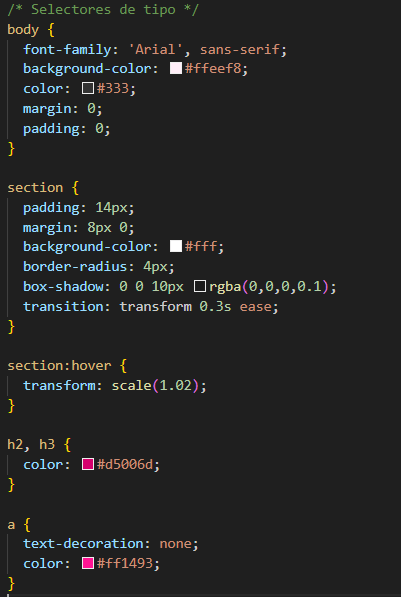 /* Selectores de tipo */
body {
  font-family: 'Arial', sans-serif;
  background-color: #ffeef8;
  color: #333;
  margin: 0;
  padding: 0;
}

section {
  padding: 14px;
  margin: 8px 0;
  background-color: #fff;
  border-radius: 4px;
  box-shadow: 0 0 10px rgba(0,0,0,0.1);
  transition: transform 0.3s ease;
}

section:hover {
  transform: scale(1.02);
}

h2, h3 {
  color: #d5006d;
}

a {
  text-decoration: none;
  color: #ff1493;
}